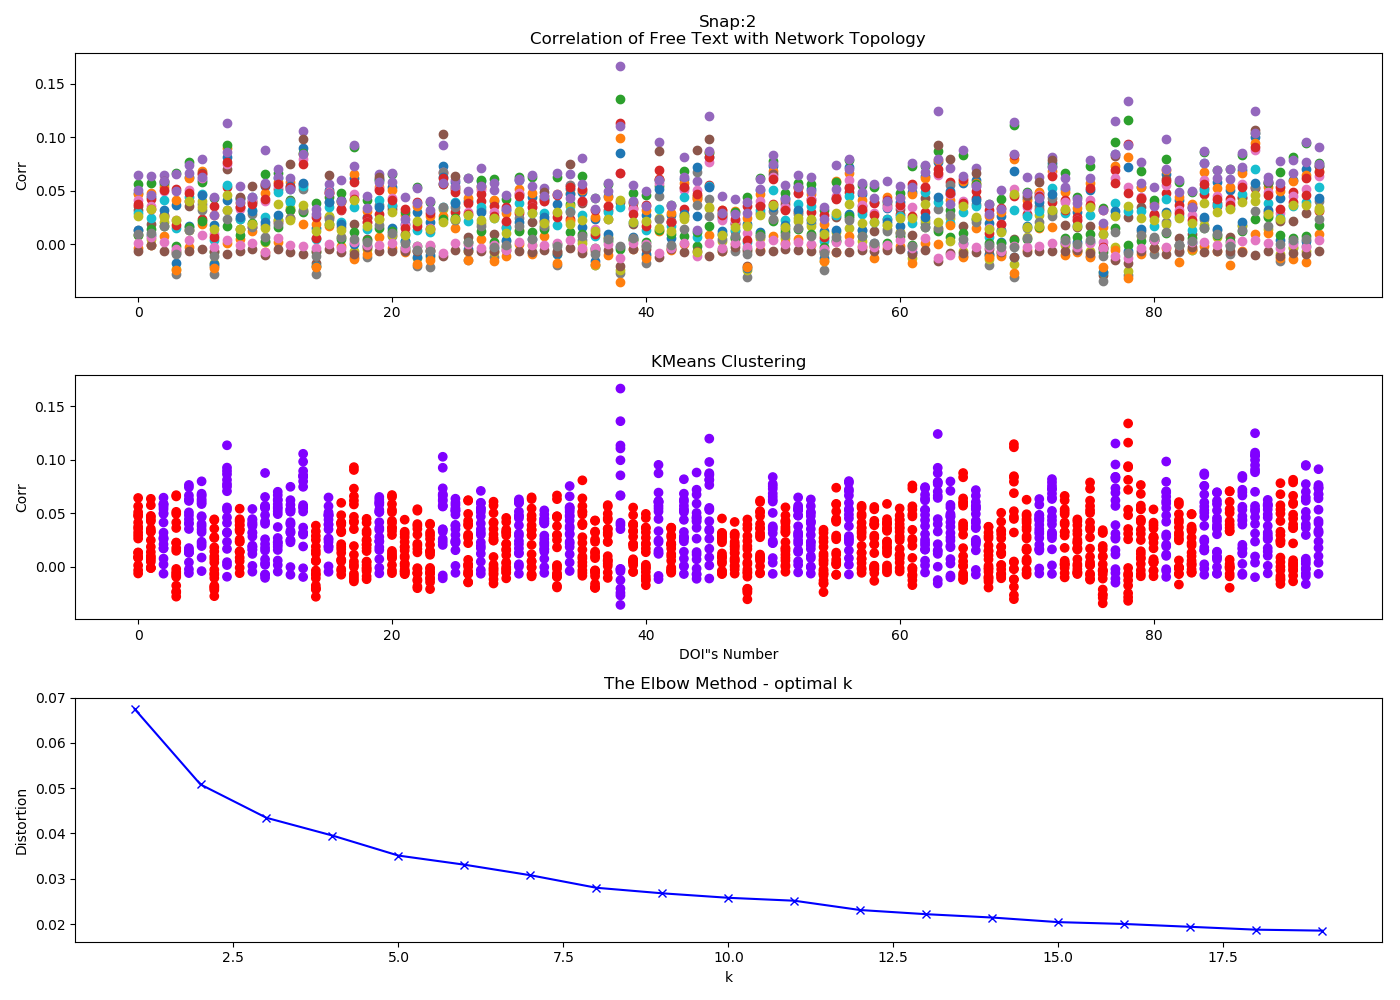 Snap:2
Correlation of Free Text with Network Topology
0.15
0.10
0.05
0.00
Corr
0 20 40 60 80
KMeans Clustering
0.15
0.10
0.05
0.00
Corr
0 20 40 60 80
DOI"s Number
The Elbow Method - optimal k
0.07
0.06
0.05
0.04
0.03
0.02
Distortion
2.5 5.0 7.5 10.0 12.5 15.0 17.5
k